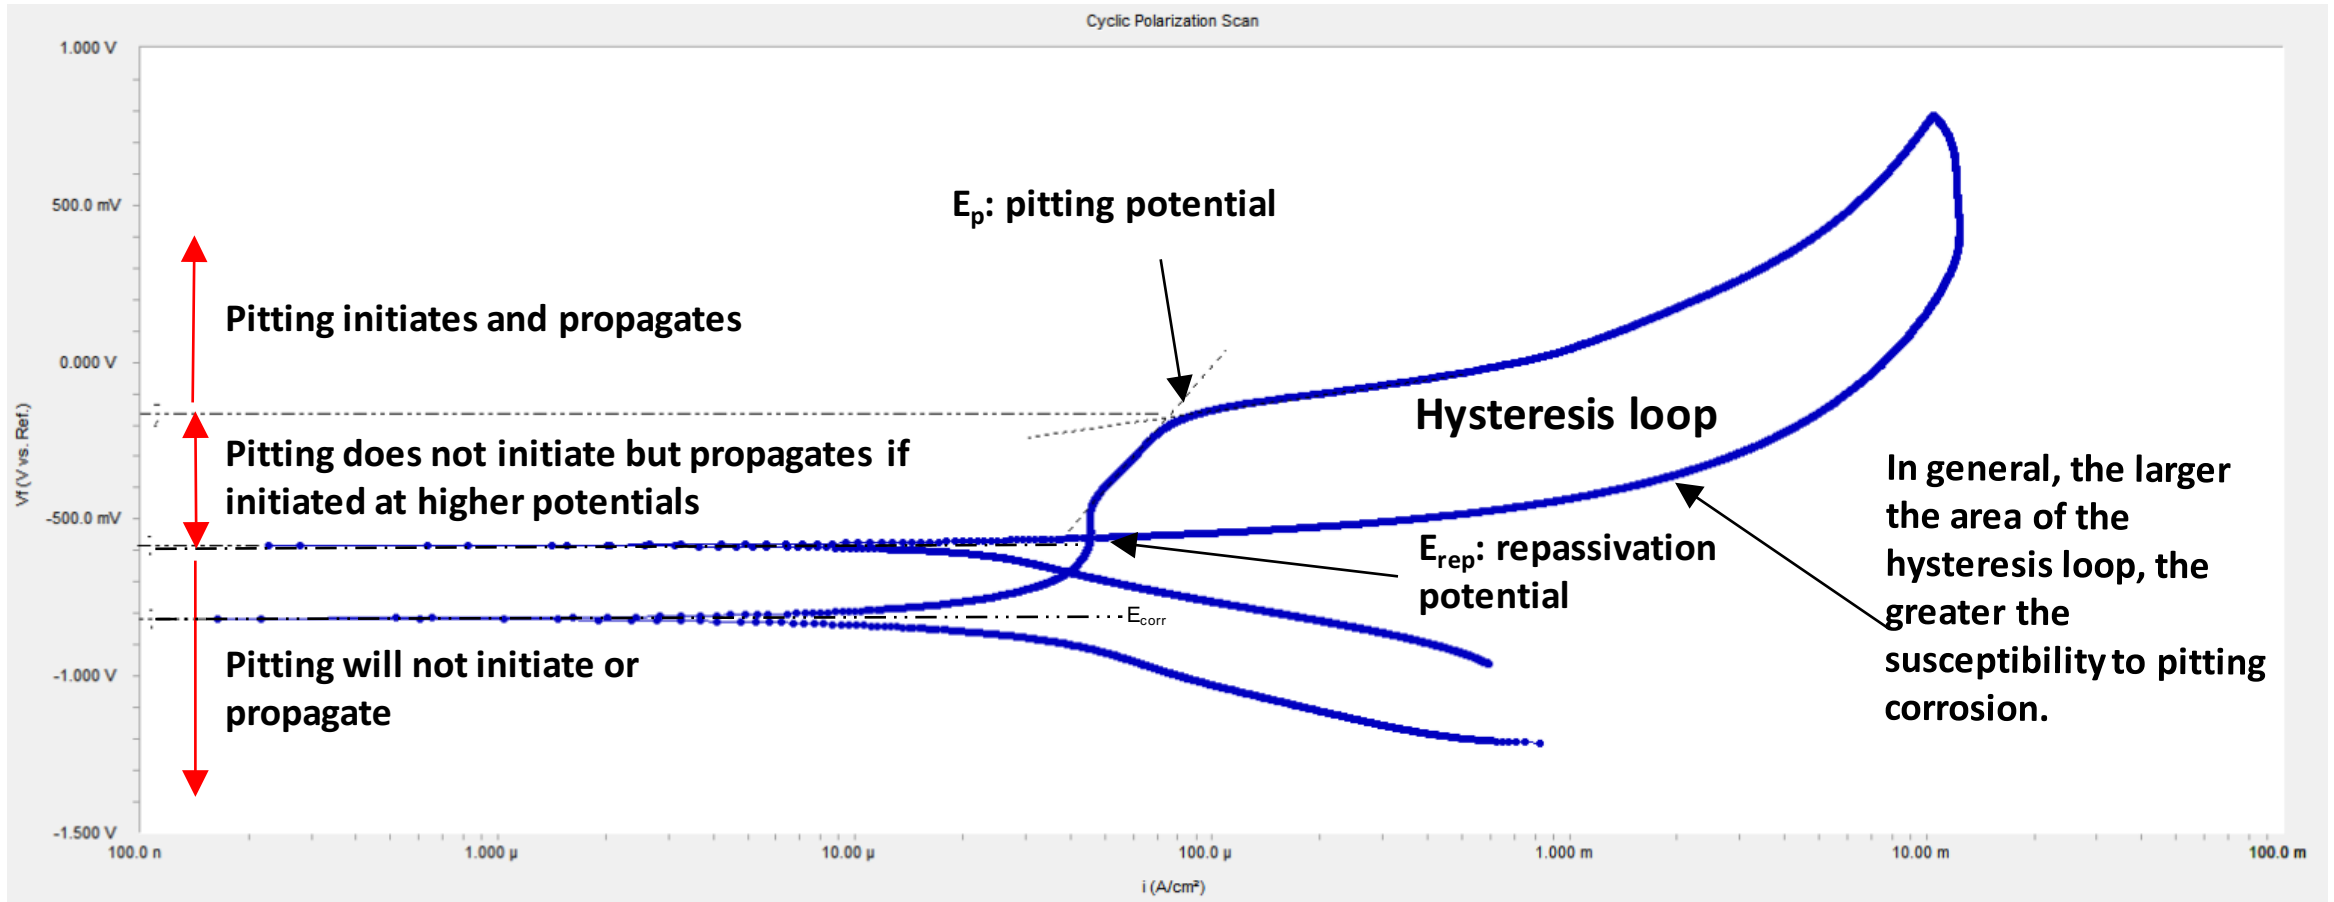 Cyclic Polarization Scan
1.000 V
500.0 mV
0.000 V
-500.0 mV
-1.000 V
-1.500 V
Vf (V vs. Ref.)
Ep: pitting potential
Pitting initiates and propagates
Hysteresis loop
Pitting does not initiate but propagates if
initiated at higher potentials
In general, the larger
the area of the
hysteresis loop, the
greater the
susceptibility to pitting
corrosion.
Erep: repassivation
potential
Ecorr
Pitting will not initiate or
propagate
100.0 n
1.000 µ
10.00 µ
100.0 µ
1.000 m
10.00 m
100.0 m
i (A/cm²)